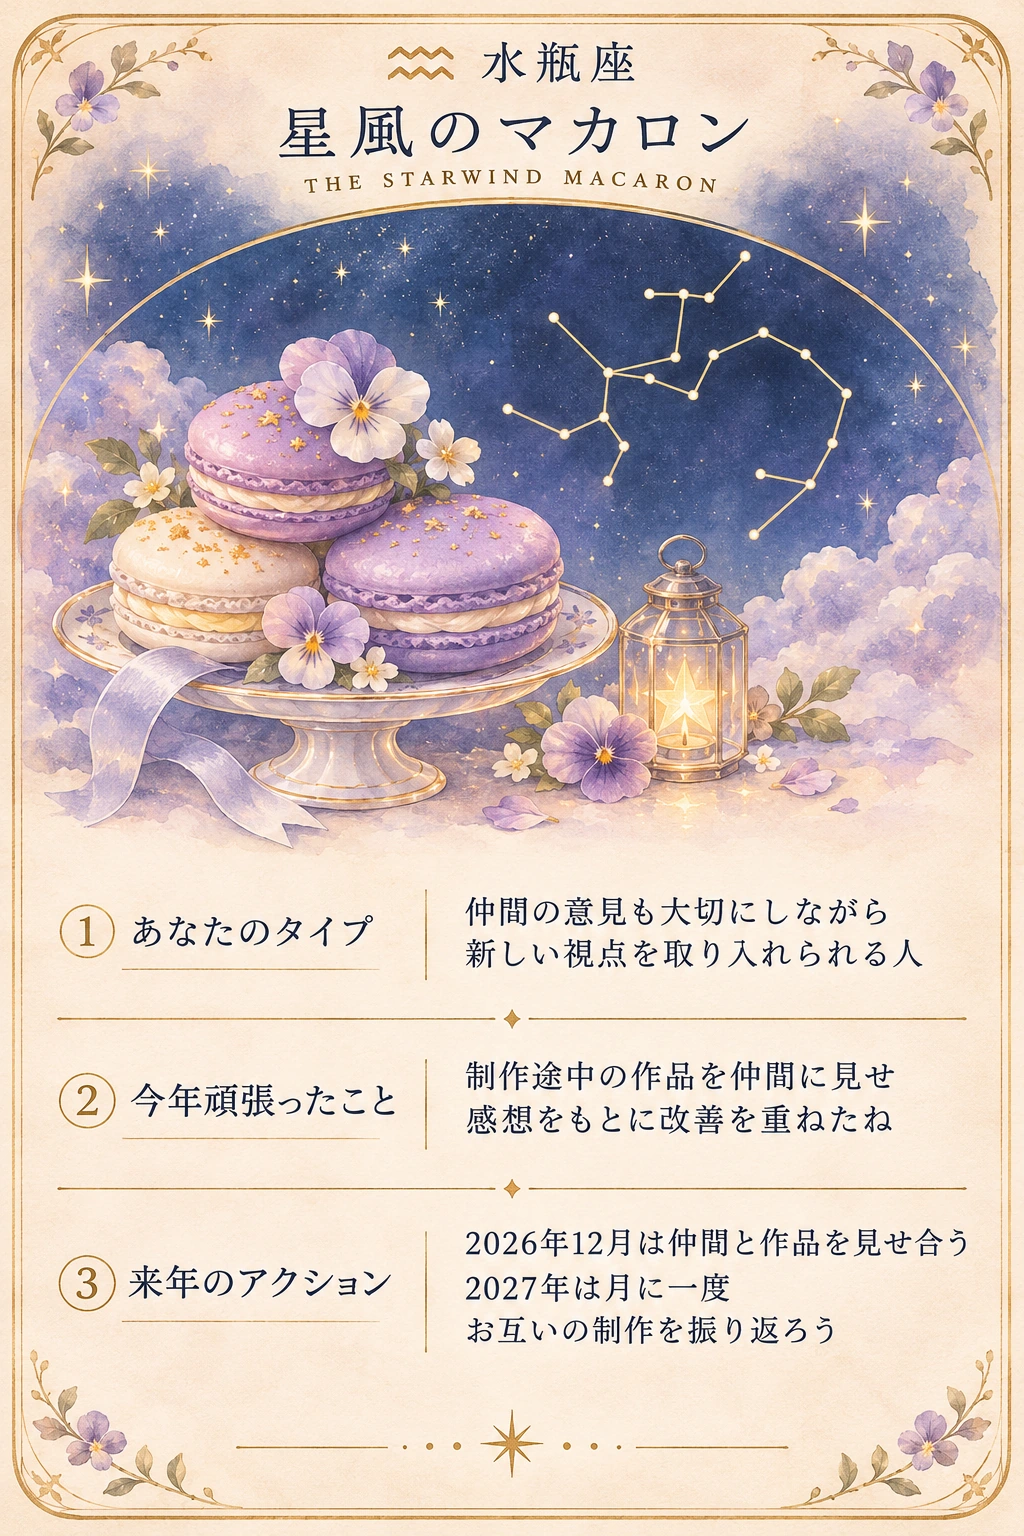 水瓶座
星風のマカロン
THE STARWIND MACARON
1 あなたのタイプ
仲間の意見も大切にしながら
新しい視点を取り入れられる人
2 今年頑張ったこと
制作途中の作品を仲間に見せ
感想をもとに改善を重ねたね
3 来年のアクション
2026年12月は仲間と作品を見せ合う
2027年は月に一度
お互いの制作を振り返ろう